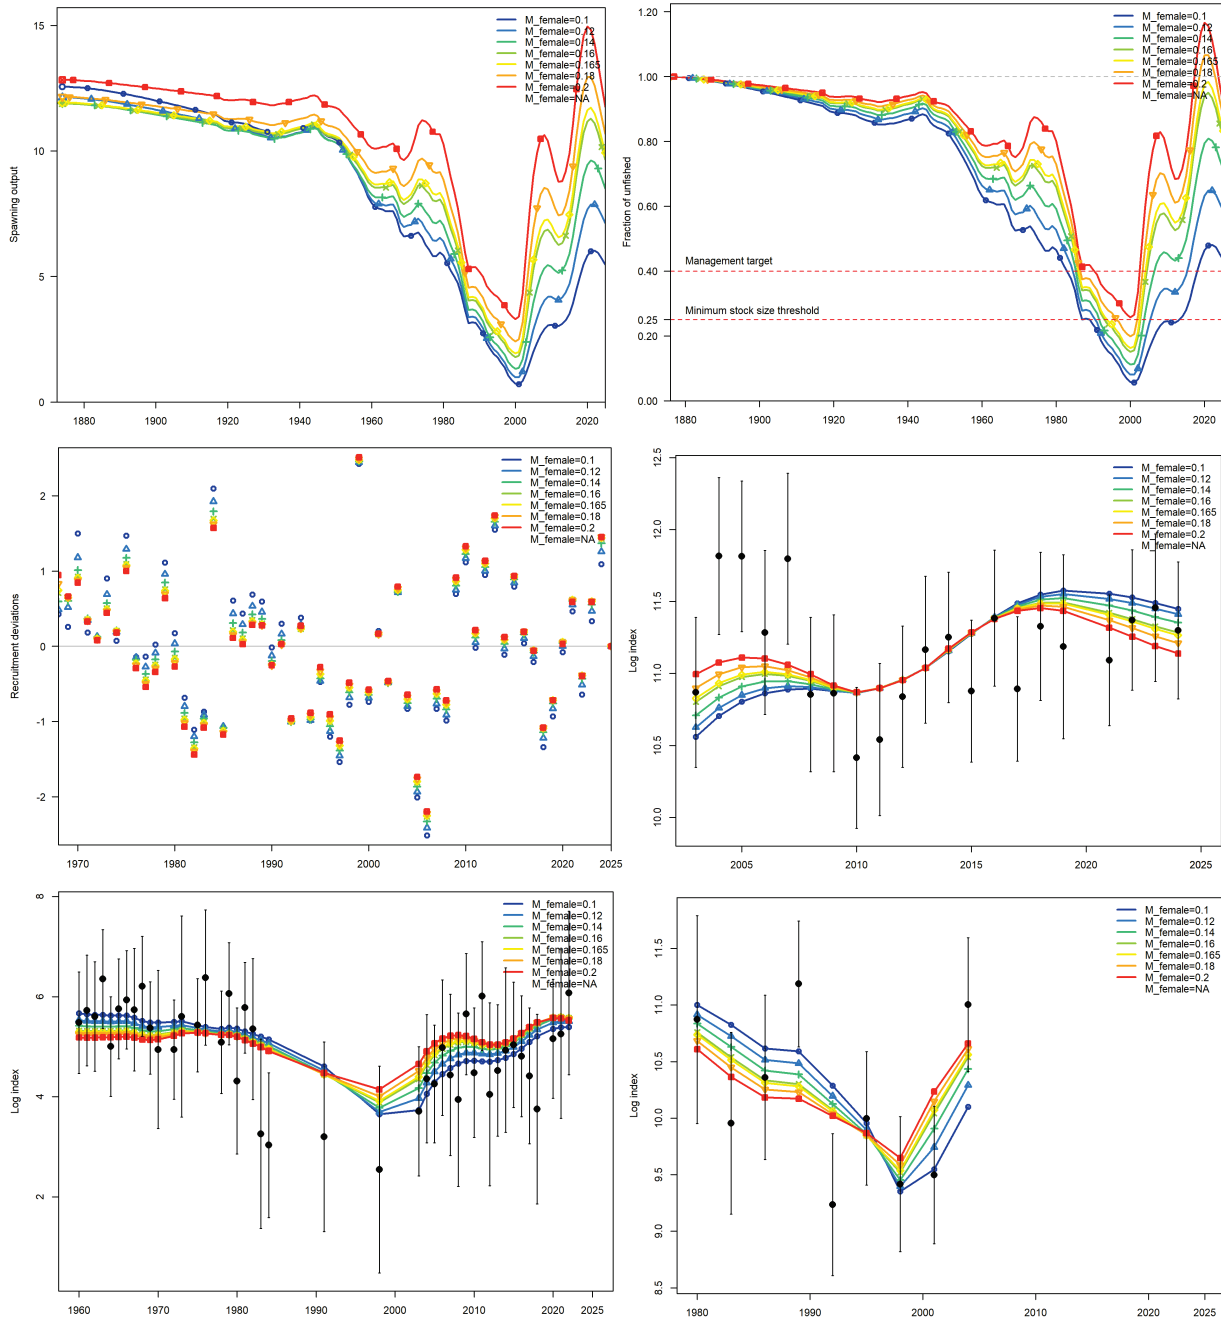 M_female=0.1
M_female=0.12
M_female=0.14
M_female=0.16
M_female=0.165
M_female=0.18
M_female=0.2
M_female=NA
Spawning output
15
10
5
0
1880 1900 1920 1940 1960 1980 2000 2020
M_female=0.1
M_female=0.12
M_female=0.14
M_female=0.16
M_female=0.165
M_female=0.18
M_female=0.2
M_female=NA
Fraction of unfished
1.20
1.00
0.80
0.60
0.40
0.25
0.20
0.00
Management target
Minimum stock size threshold
1880 1900 1920 1940 1960 1980 2000 2020
M_female=0.1
M_female=0.12
M_female=0.14
M_female=0.16
M_female=0.165
M_female=0.18
M_female=0.2
M_female=NA
Recruitment deviations
2
1
0
-1
-2
1970 1980 1990 2000 2010 2020 2025
M_female=0.1
M_female=0.12
M_female=0.14
M_female=0.16
M_female=0.165
M_female=0.18
M_female=0.2
M_female=NA
Log index
12.5
12.0
11.5
11.0
10.5
10.0
2005 2010 2015 2020 2025
M_female=0.1
M_female=0.12
M_female=0.14
M_female=0.16
M_female=0.165
M_female=0.18
M_female=0.2
M_female=NA
Log index
8
6
4
2
1960 1970 1980 1990 2000 2010 2020 2025
M_female=0.1
M_female=0.12
M_female=0.14
M_female=0.16
M_female=0.165
M_female=0.18
M_female=0.2
M_female=NA
Log index
11.5
11.0
10.5
10.0
9.5
9.0
8.5
1980 1990 2000 2010 2020 2025